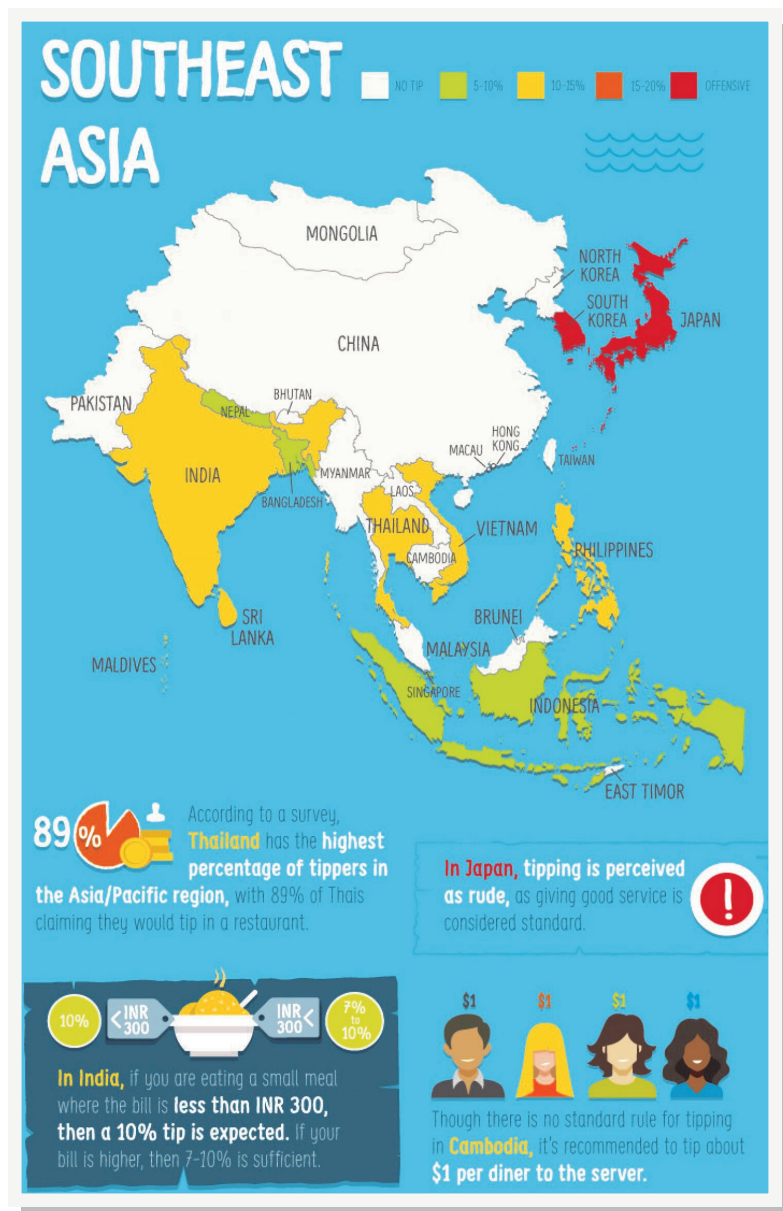 SOUTHEAST
ASIA
NO TIP
5-10%
10-15%
15-20%
OFFENSIVE
MONGOLIA
NORTH
KOREA
SOUTH
KOREA
JAPAN
CHINA
PAKISTAN
BHUTAN
NEPAL
HONG
KONG
MACAU
TAIWAN
INDIA
MYANMAR
BANGLADESH
LAOS
THAILAND
VIETNAM
CAMBODIA
PHILIPPINES
SRI
LANKA
BRUNEI
MALAYSIA
MALDIVES
SINGAPORE
INDONESIA
EAST TIMOR
89%
According to a survey,
Thailand has the highest
percentage of tippers in
the Asia/Pacific region, with 89% of Thais
claiming they would tip in a restaurant.
In Japan, tipping is perceived
as rude, as giving good service is
considered standard.
!
10%
<INR
300
INR<
300
7%
to
10%
In India, if you are eating a small meal
where the bill is less than INR 300,
then a 10% tip is expected. If your
bill is higher, then 7-10% is sufficient.
$1
$1
$1
$1
Though there is no standard rule for tipping
in Cambodia, it's recommended to tip about
$1 per diner to the server.